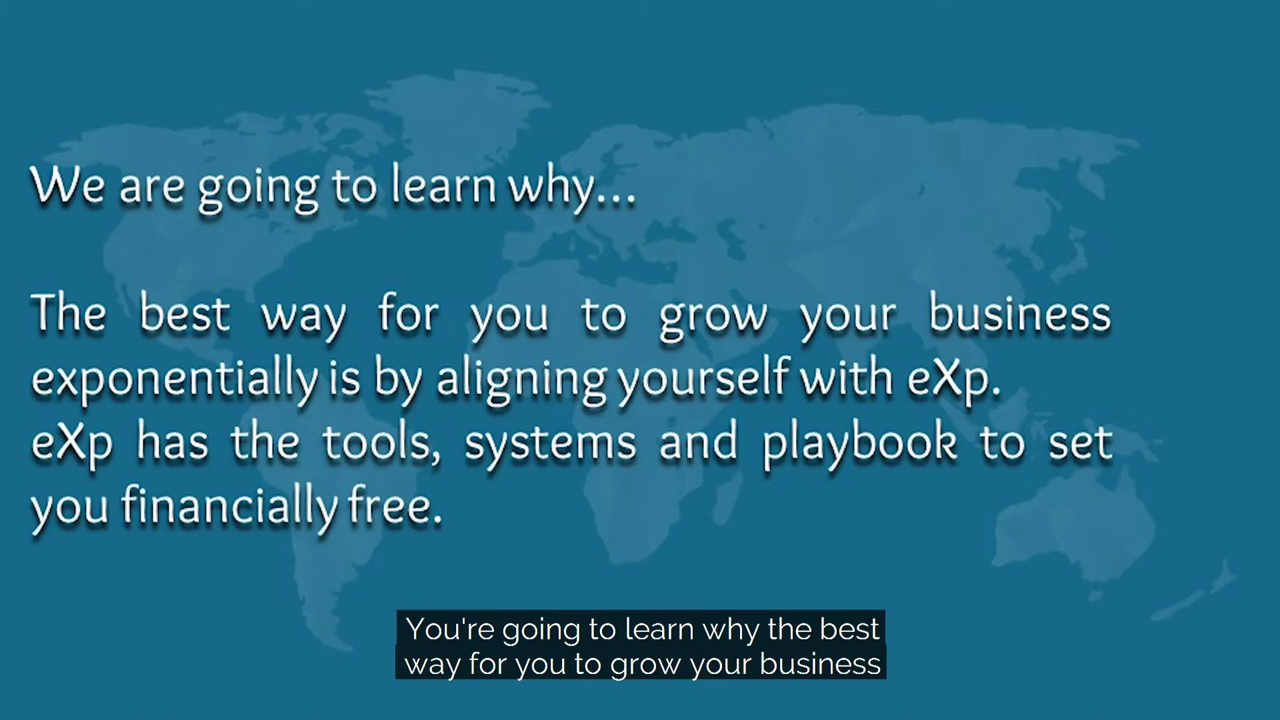 We are going to learn why...
The best way for you to grow your business
exponentially is by aligning yourself with eXp.
eXp has the tools, systems and playbook to set
you financially free.
You're going to learn why the best
way for you to grow your business